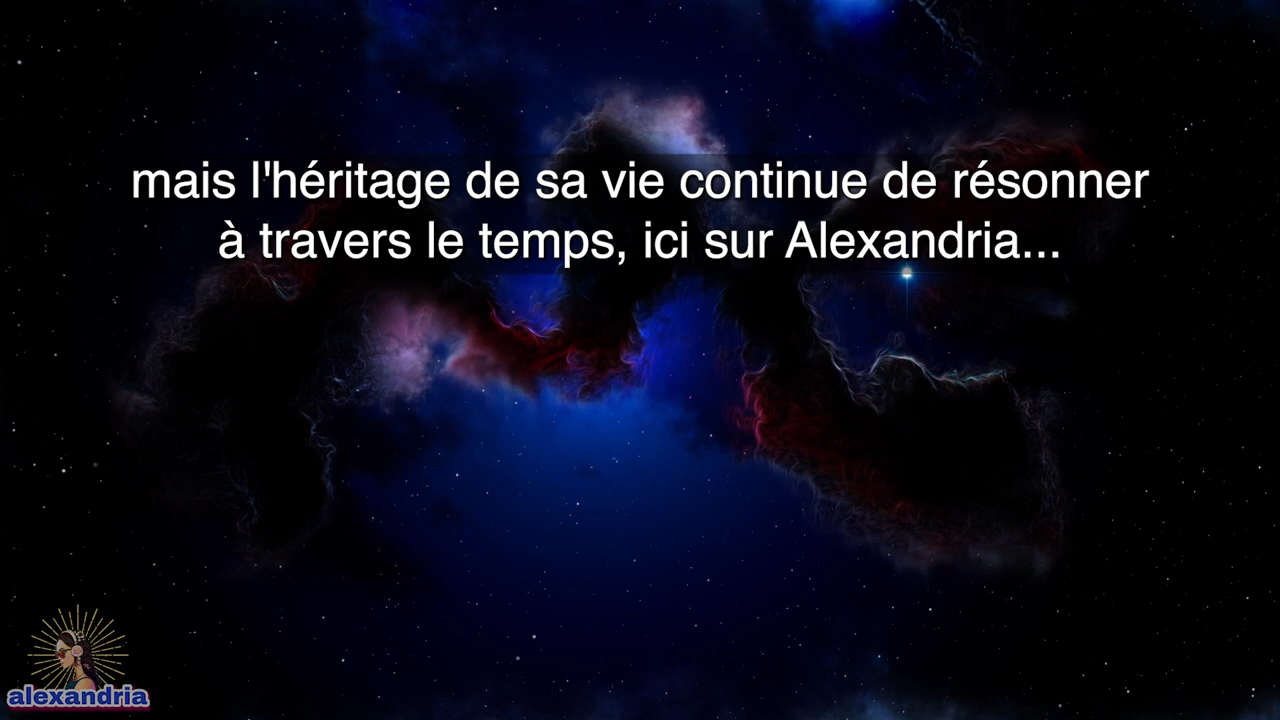 mais l'héritage de sa vie continue de résonner
à travers le temps, ici sur Alexandria...
alexandria